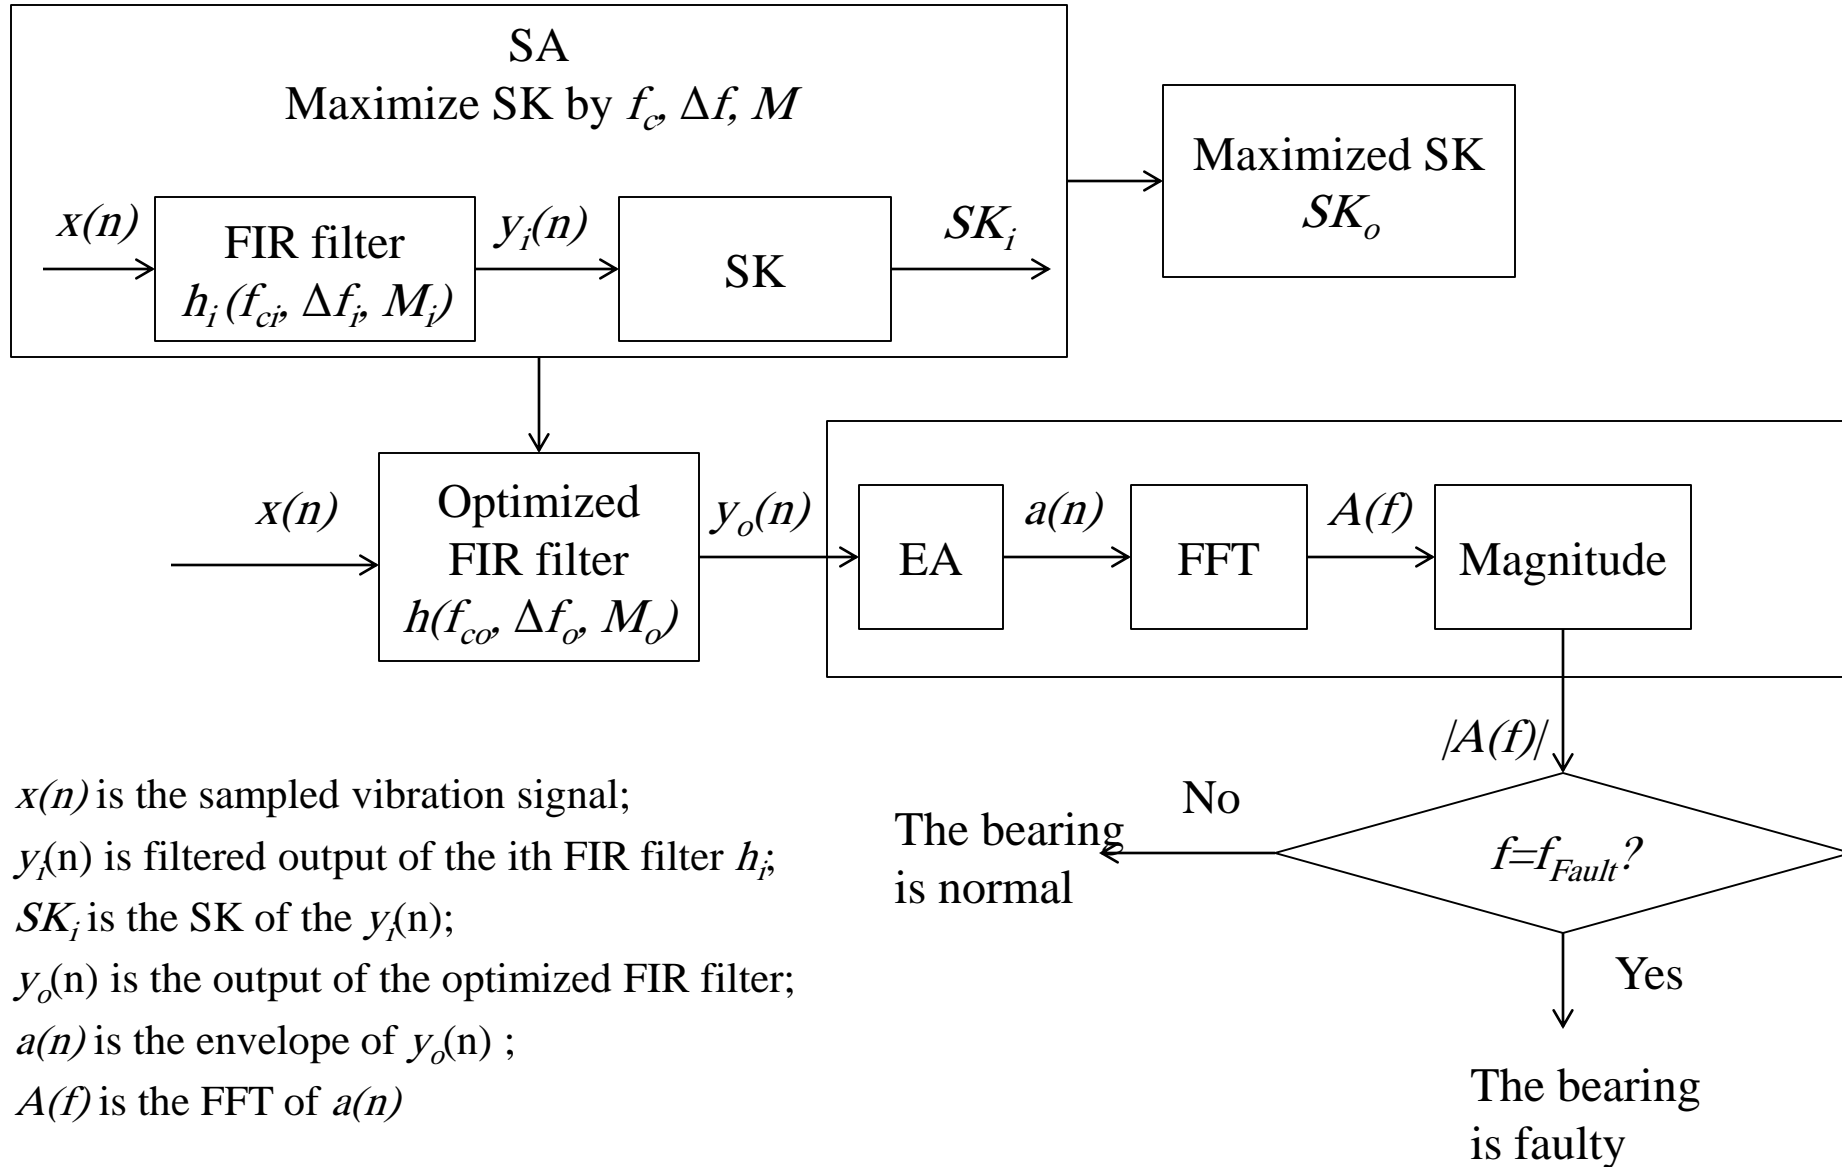 SA
Maximize SK by f_c, Δf, M
Maximized SK
SK_o
x(n)
FIR filter
h_i (f_ci, Δf_i, M_i)
y_i(n)
SK
SK_i
x(n)
Optimized
FIR filter
h(f_co, Δf_o, M_o)
y_o(n)
EA
a(n)
FFT
A(f)
Magnitude
|A(f)|
f=f_Fault?
No
The bearing
is normal
Yes
The bearing
is faulty
x(n) is the sampled vibration signal;
y_i(n) is filtered output of the ith FIR filter h_i;
SK_i is the SK of the y_i(n);
y_o(n) is the output of the optimized FIR filter;
a(n) is the envelope of y_o(n) ;
A(f) is the FFT of a(n)